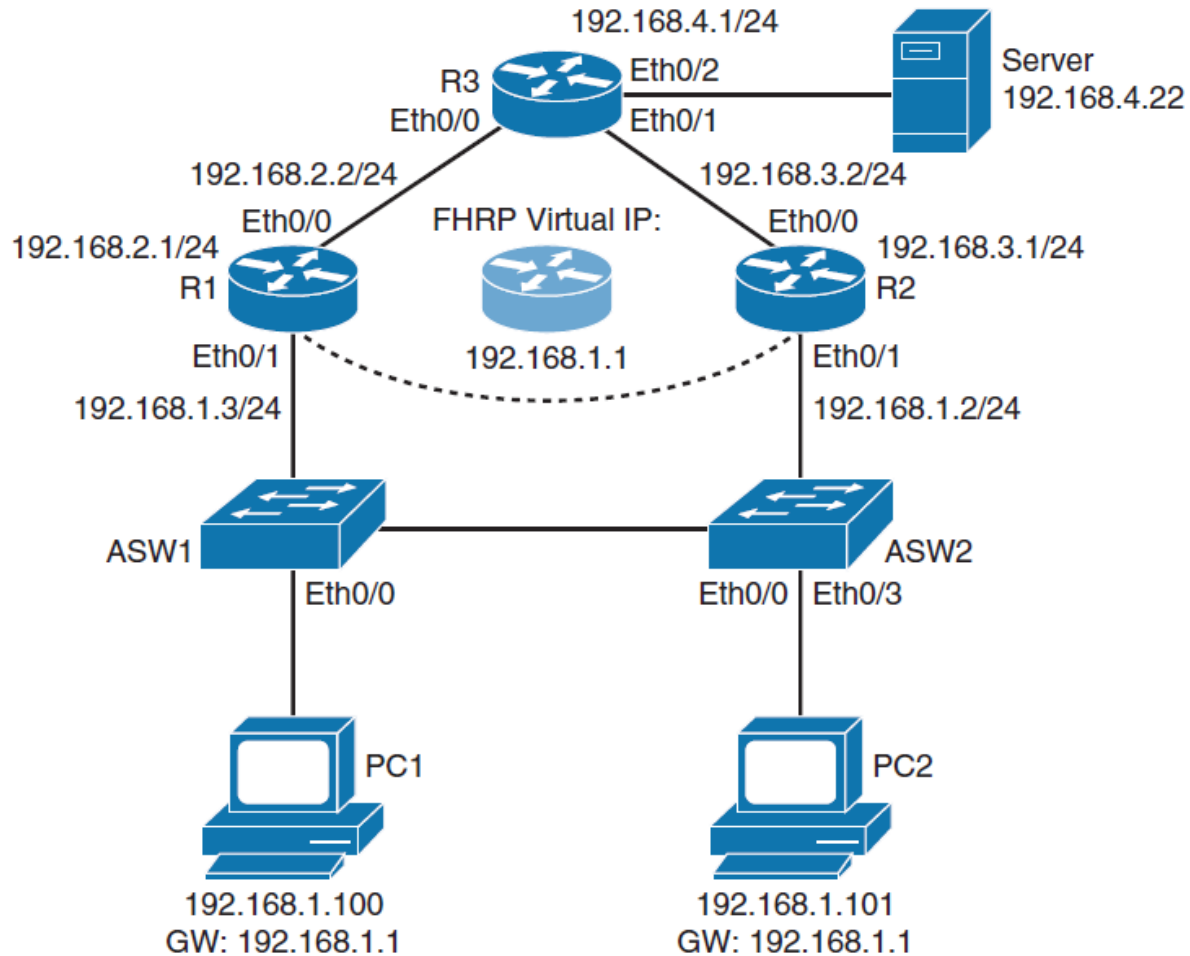 192.168.4.1/24
R3
Eth0/2
Server
192.168.4.22
Eth0/0
Eth0/1
192.168.2.2/24
192.168.3.2/24
Eth0/0
FHRP Virtual IP:
Eth0/0
192.168.2.1/24
192.168.3.1/24
R1
R2
Eth0/1
192.168.1.1
Eth0/1
192.168.1.3/24
192.168.1.2/24
ASW1
ASW2
Eth0/0
Eth0/0
Eth0/3
PC1
PC2
192.168.1.100
GW: 192.168.1.1
192.168.1.101
GW: 192.168.1.1